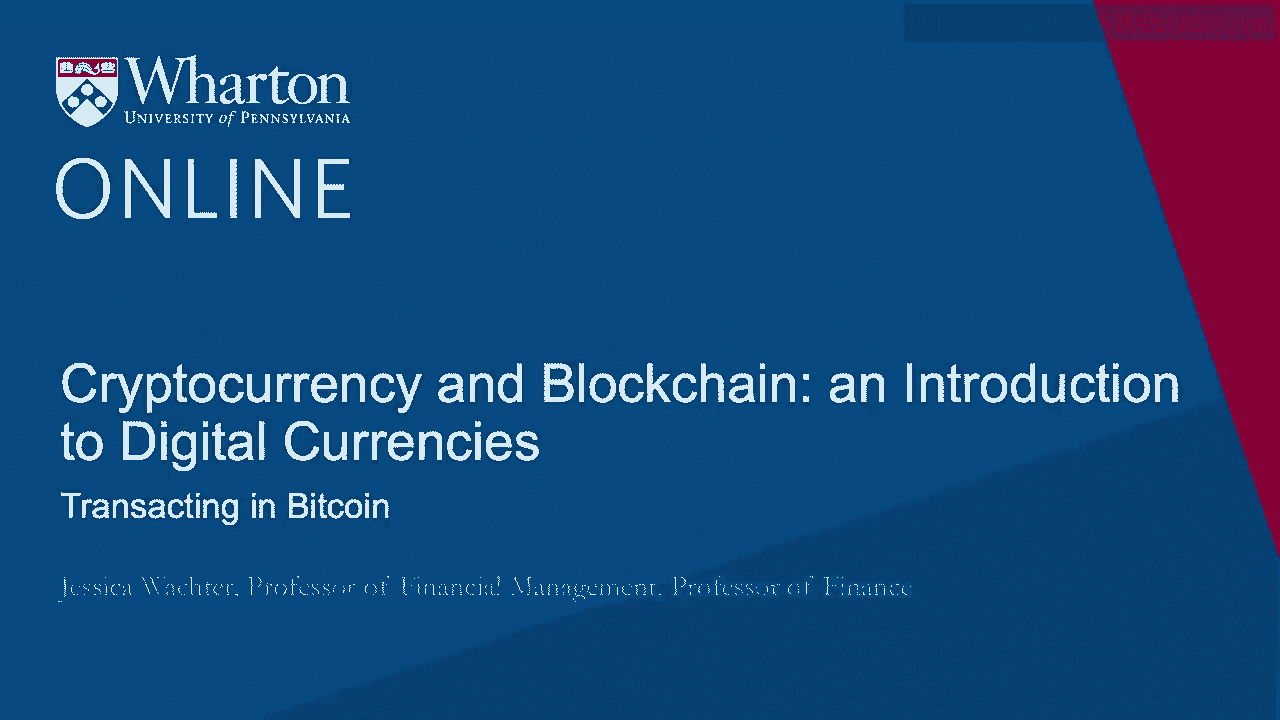 Wharton
UNIVERSITY of PENNSYLVANIA
ONLINE
Cryptocurrency and Blockchain: an Introduction
to Digital Currencies
Transacting in Bitcoin
Jessica Wachter, Professor of Financial Management, Professor of Finance